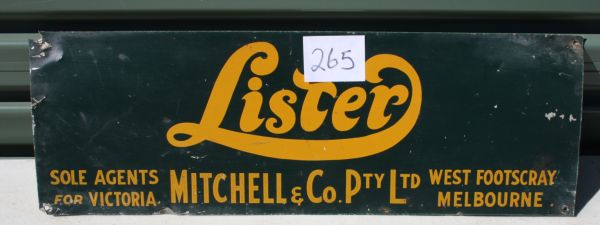 265
Lister
SOLE AGENTS
FOR VICTORIA.
MITCHELL & Co. PTY LTD
WEST FOOTSCRAY
MELBOURNE.